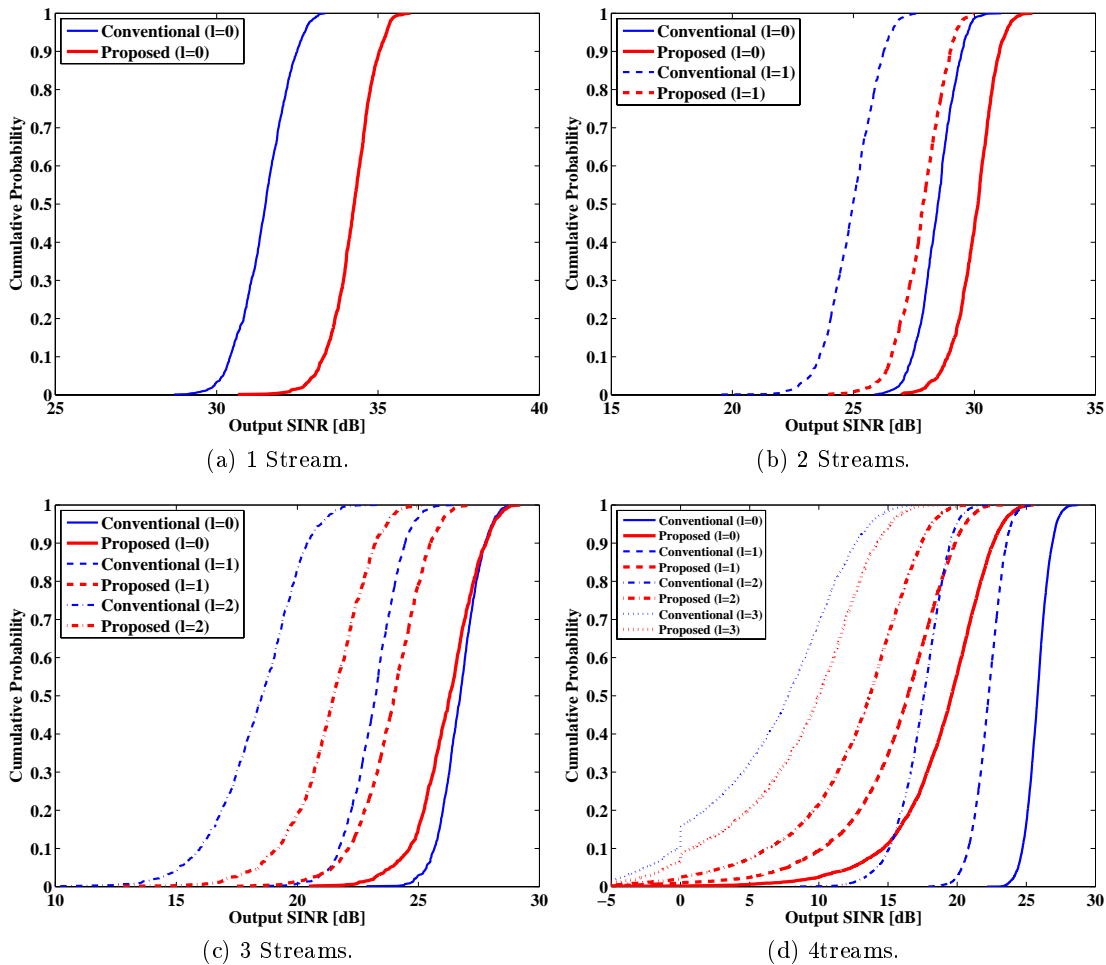 Cumulative Probability
1
0.9
0.8
0.7
0.6
0.5
0.4
0.3
0.2
0.1
0
Conventional (l=0)
Proposed (l=0)
25
30
35
40
Output SINR [dB]
(a) 1 Stream.
Cumulative Probability
1
0.9
0.8
0.7
0.6
0.5
0.4
0.3
0.2
0.1
0
Conventional (l=0)
Proposed (l=0)
Conventional (l=1)
Proposed (l=1)
15
20
25
30
35
Output SINR [dB]
(b) 2 Streams.
Cumulative Probability
1
0.9
0.8
0.7
0.6
0.5
0.4
0.3
0.2
0.1
0
Conventional (l=0)
Proposed (l=0)
Conventional (l=1)
Proposed (l=1)
Conventional (l=2)
Proposed (l=2)
10
15
20
25
30
Output SINR [dB]
(c) 3 Streams.
Cumulative Probability
1
0.9
0.8
0.7
0.6
0.5
0.4
0.3
0.2
0.1
0
Conventional (l=0)
Proposed (l=0)
Conventional (l=1)
Proposed (l=1)
Conventional (l=2)
Proposed (l=2)
Conventional (l=3)
Proposed (l=3)
−5
0
5
10
15
20
25
30
Output SINR [dB]
(d) 4treams.